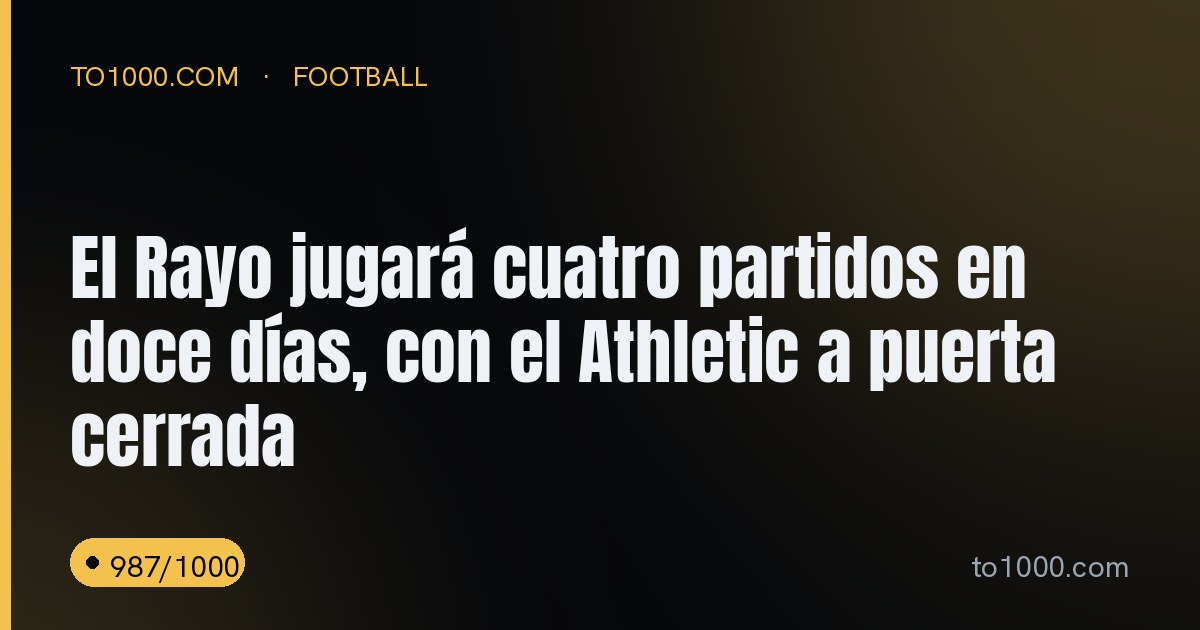 TO1000.COM · FOOTBALL
El Rayo jugará cuatro partidos en
doce días, con el Athletic a puerta
cerrada
987/1000
to1000.com